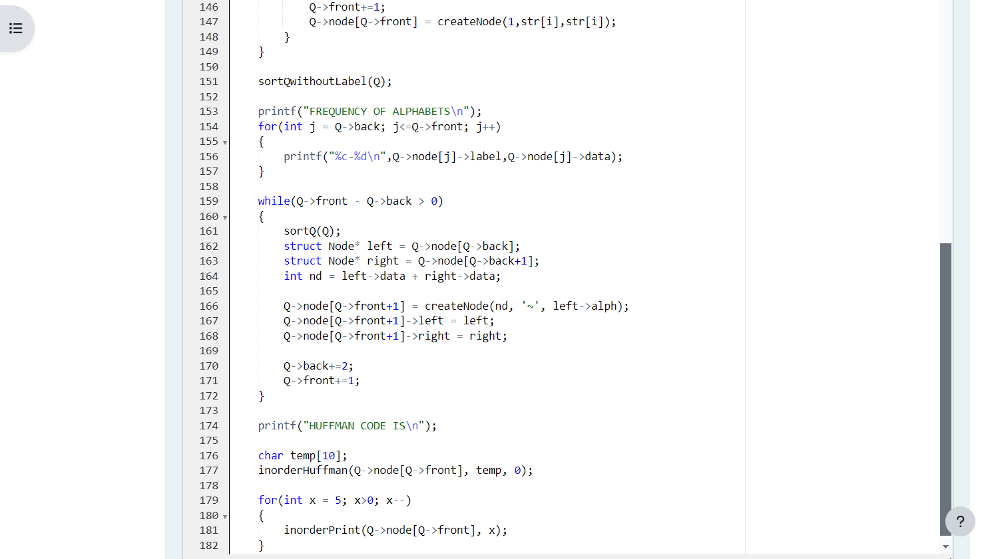 146 Q->front+=1;
147 Q->node[Q->front] = createNode(1,str[i],str[i]);
148 }
149 }
150
151 sortQwithoutLabel(Q);
152
153 printf("FREQUENCY OF ALPHABETS\n");
154 for(int j = Q->back; j<=Q->front; j++)
155 {
156 printf("%c-%d\n",Q->node[j]->label,Q->node[j]->data);
157 }
158
159 while(Q->front - Q->back > 0)
160 {
161 sortQ(Q);
162 struct Node* left = Q->node[Q->back];
163 struct Node* right = Q->node[Q->back+1];
164 int nd = left->data + right->data;
165
166 Q->node[Q->front+1] = createNode(nd, '~', left->alph);
167 Q->node[Q->front+1]->left = left;
168 Q->node[Q->front+1]->right = right;
169
170 Q->back+=2;
171 Q->front+=1;
172 }
173
174 printf("HUFFMAN CODE IS\n");
175
176 char temp[10];
177 inorderHuffman(Q->node[Q->front], temp, 0);
178
179 for(int x = 5; x>0; x--)
180 {
181 inorderPrint(Q->node[Q->front], x);
182 }
?